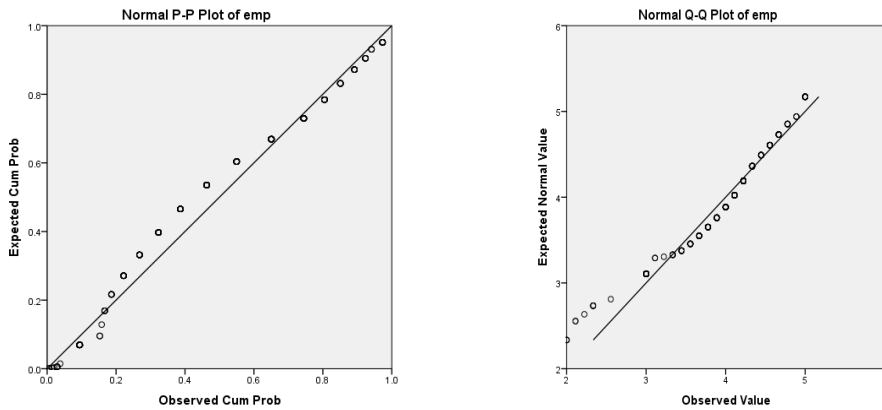 Normal P-P Plot of emp
1.0
0.8
0.6
0.4
0.2
0.0
Expected Cum Prob
0.0 0.2 0.4 0.6 0.8 1.0
Observed Cum Prob
Normal Q-Q Plot of emp
6
5
4
3
2
Expected Normal Value
2 3 4 5
Observed Value